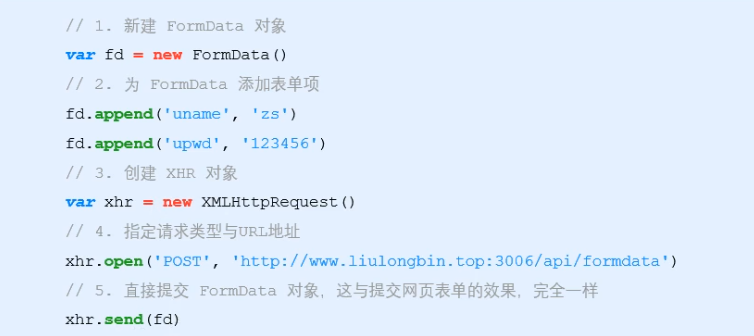 // 1. 新建 FormData 对象
var fd = new FormData()
// 2. 为 FormData 添加表单项
fd.append('uname', 'zs')
fd.append('upwd', '123456')
// 3. 创建 XHR 对象
var xhr = new XMLHttpRequest()
// 4. 指定请求类型与URL地址
xhr.open('POST', 'http://www.liulongbin.top:3006/api/formdata')
// 5. 直接提交 FormData 对象，这与提交网页表单的效果，完全一样
xhr.send(fd)